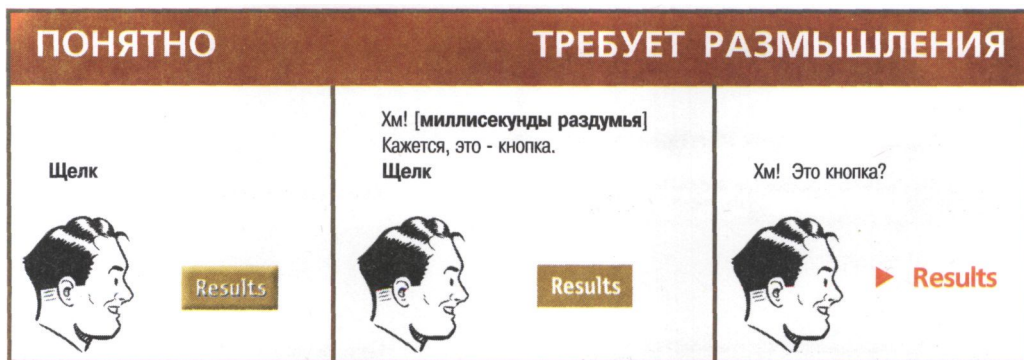 ПОНЯТНО
ТРЕБУЕТ РАЗМЫШЛЕНИЯ
Щелк
Results
Хм! [миллисекунды раздумья]
Кажется, это - кнопка.
Щелк
Results
Хм! Это кнопка?
Results